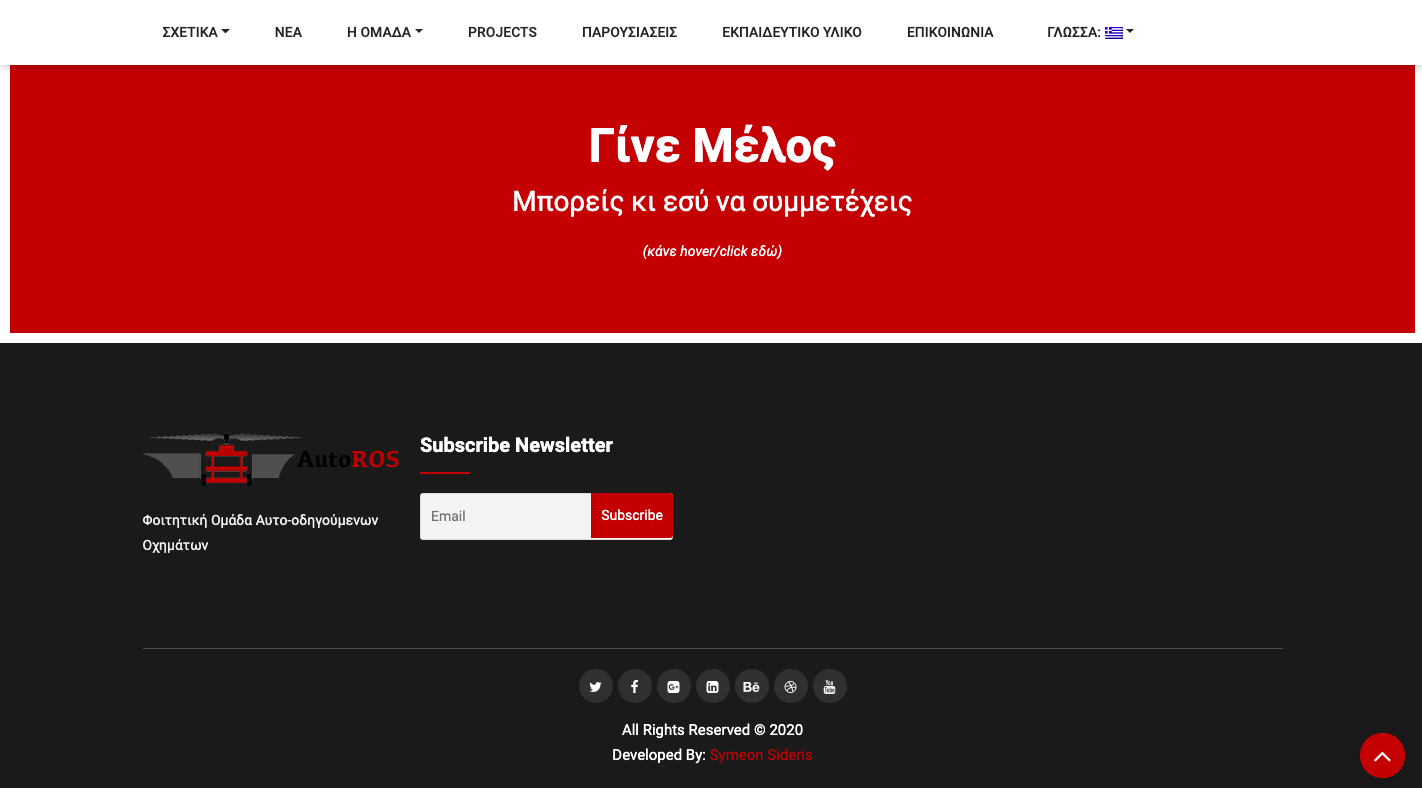 ΣΧΕΤΙΚΑ ΝΕΑ Η ΟΜΑΔΑ PROJECTS ΠΑΡΟΥΣΙΑΣΕΙΣ ΕΚΠΑΙΔΕΥΤΙΚΟ ΥΛΙΚΟ ΕΠΙΚΟΙΝΩΝΙΑ ΓΛΩΣΣΑ:
Γίνε Μέλος
Μπορείς κι εσύ να συμμετέχεις
(κάνε hover/click εδώ)
AutoROS
Φοιτητική Ομάδα Αυτο-οδηγούμενων
Οχημάτων
Subscribe Newsletter
Email Subscribe
All Rights Reserved © 2020
Developed By: Symeon Sideris